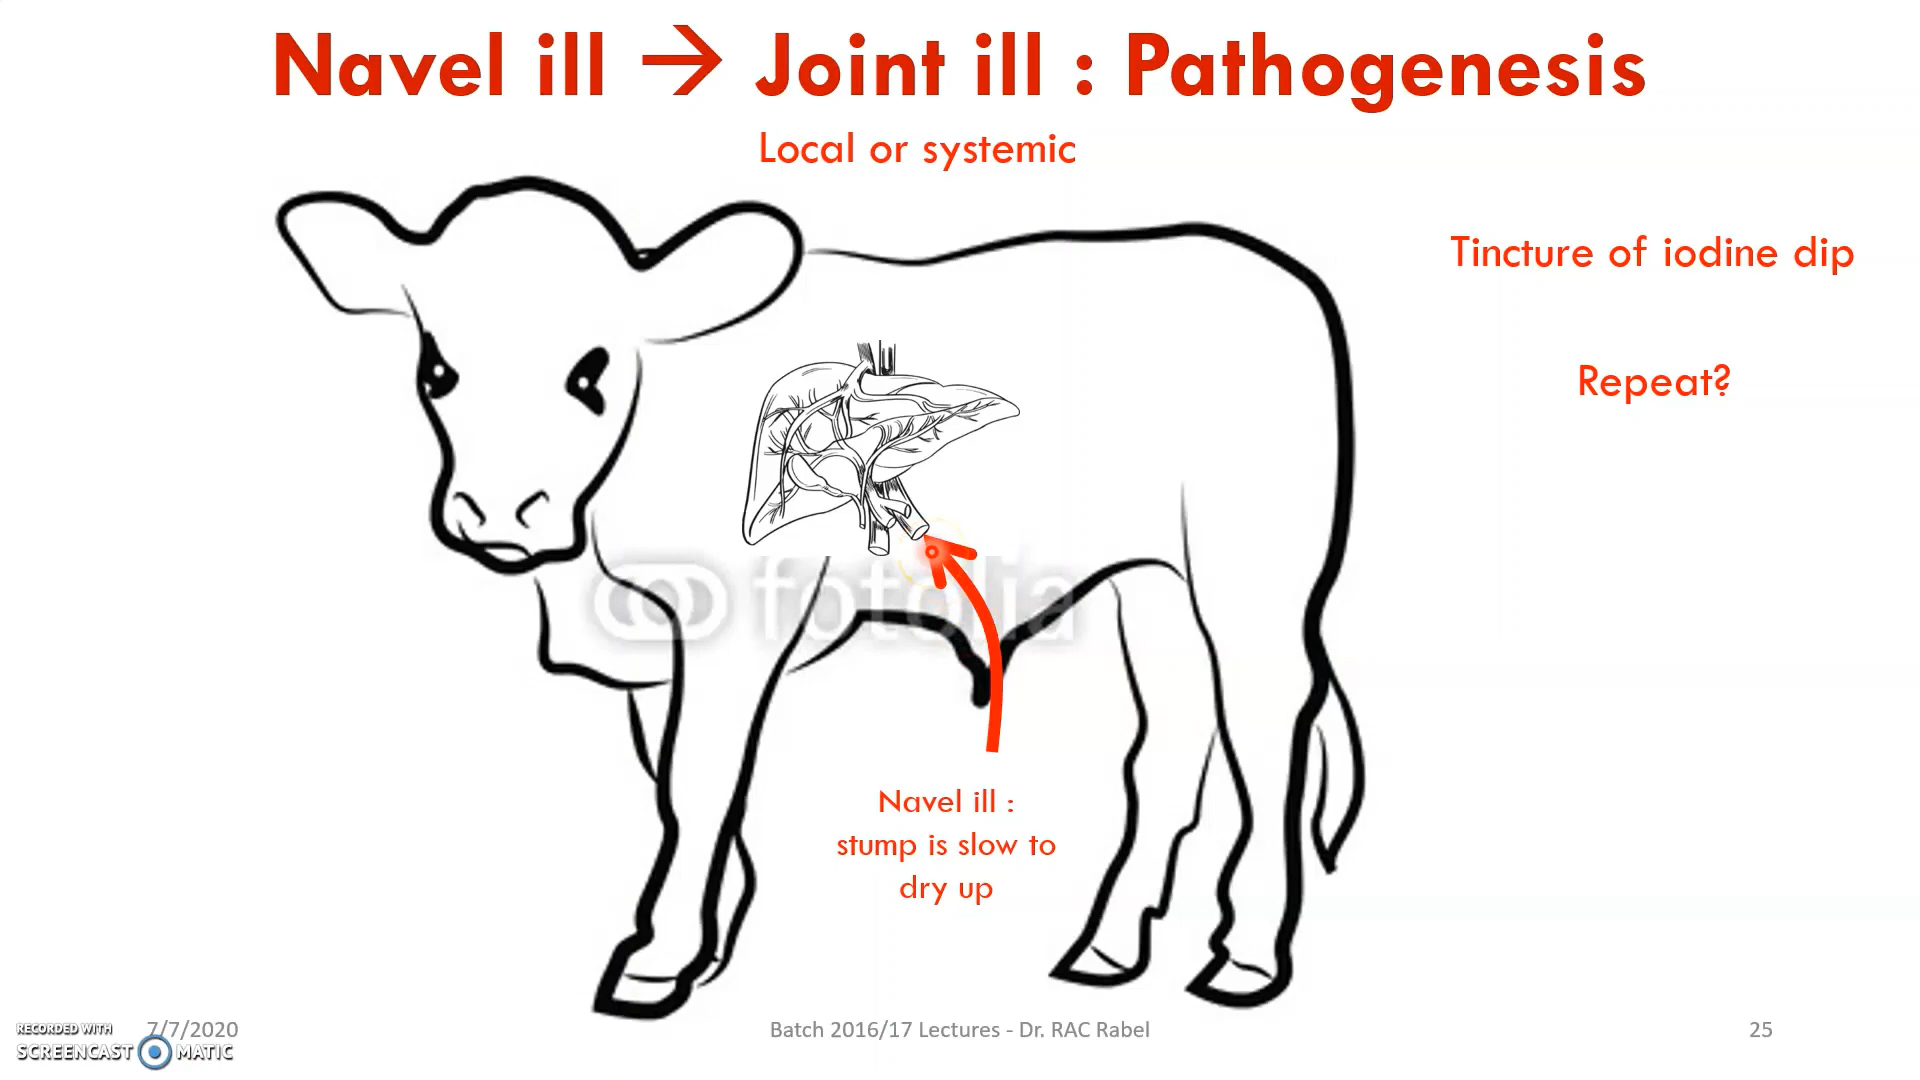 Navel ill → Joint ill : Pathogenesis
Local or systemic
Tincture of iodine dip
Repeat?
fotolia
Navel ill :
stump is slow to
dry up
RECORDED WITH
SCREENCAST MATIC
7/7/2020
Batch 2016/17 Lectures - Dr. RAC Rabel
25